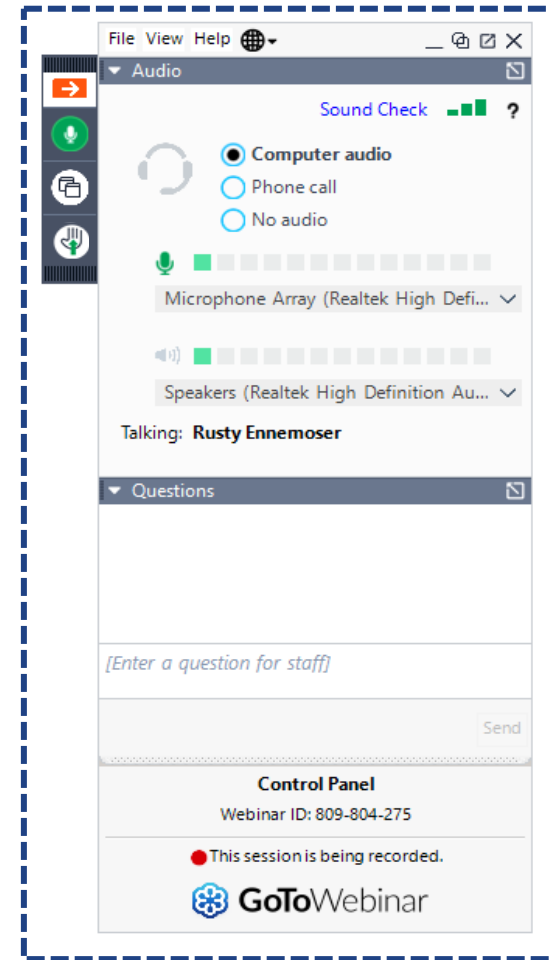 File View Help
Audio
Sound Check ?
Computer audio
Phone call
No audio
Microphone Array (Realtek High Defi...
Speakers (Realtek High Definition Au...
Talking: Rusty Ennemoser
Questions
[Enter a question for staff]
Send
Control Panel
Webinar ID: 809-804-275
This session is being recorded.
GoToWebinar